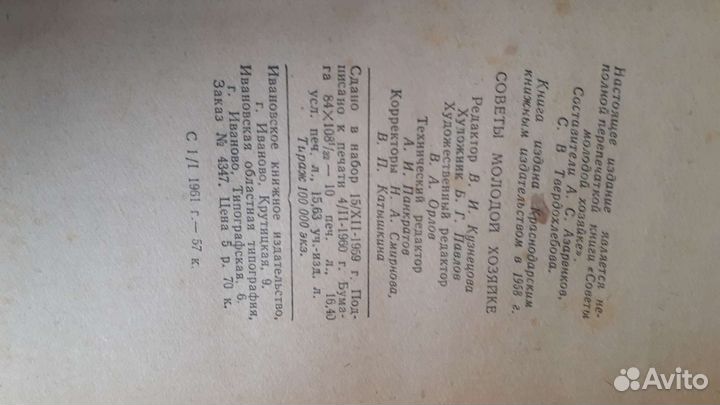 Настоящее издание является не-
полной перепечаткой книги «Советы
молодой хозяйке».
Составители А. С. Азаренков,
С. В. Твердохлебова.
Книга издана Краснодарским
книжным издательством в 1958 г.
СОВЕТЫ МОЛОДОЙ ХОЗЯЙКЕ
Редактор В. И. Кузнецова
Художник Б. Г. Павлов
Художественный редактор
В. А. Орлов
Технический редактор
А. И. Панкратов
Корректоры Н. А. Смирнова,
В. П. Катышкина
Сдано в набор 15/XII-1959 г. Под-
писано к печати 4/II-1960 г. Бума-
га 84×108¹/₃₂ — 10 печ. л., 16,40
усл. печ. л., 15,63 уч.-изд. л.
Тираж 100 000 экз.
Ивановское книжное издательство,
г. Иваново, Крутицкая, 9.
Ивановская областная типография,
г. Иваново, Типографская, 6.
Заказ № 4347. Цена 5 р. 70 к.
С 1/I 1961 г.— 57 к.
Avito